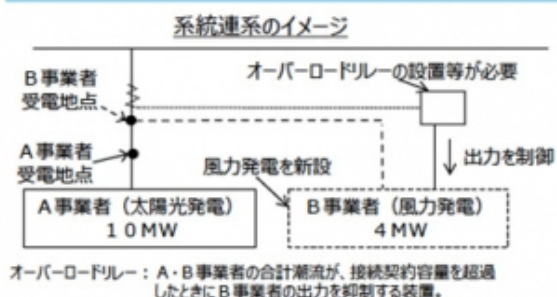 系統連系のイメージ
オーバーロードリレーの設置等が必要
B事業者
受電地点
A事業者
受電地点
出力を制御
風力発電を新設
A事業者（太陽光発電）
10MW
B事業者（風力発電）
4MW
オーバーロードリレー：A・B事業者の合計潮流が、接続契約容量を超過
したときにB事業者の出力を抑制する装置。